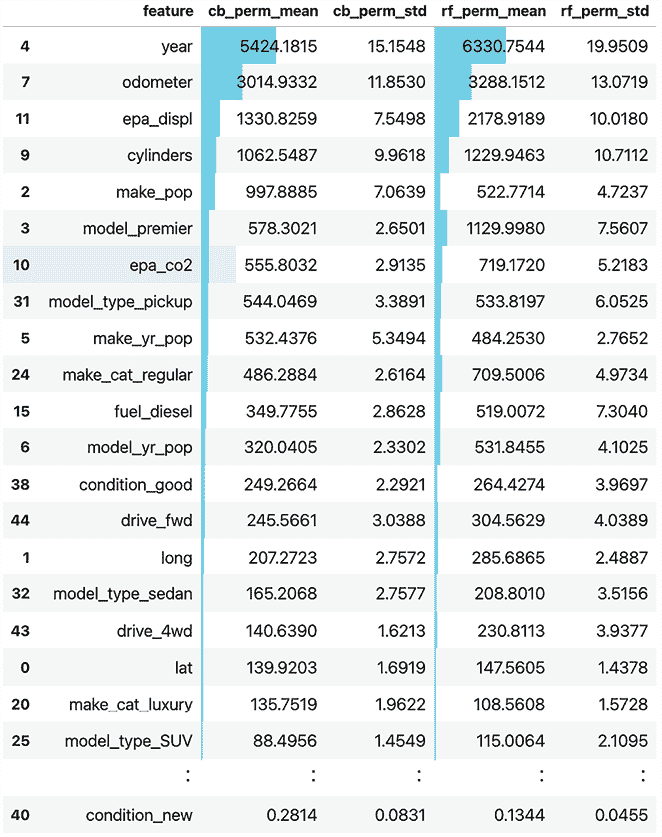 feature cb_perm_mean cb_perm_std rf_perm_mean rf_perm_std
4 year 5424.1815 15.1548 6330.7544 19.9509
7 odometer 3014.9332 11.8530 3288.1512 13.0719
11 epa_displ 1330.8259 7.5498 2178.9189 10.0180
9 cylinders 1062.5487 9.9618 1229.9463 10.7112
2 make_pop 997.8885 7.0639 522.7714 4.7237
3 model_premier 578.3021 2.6501 1129.9980 7.5607
10 epa_co2 555.8032 2.9135 719.1720 5.2183
31 model_type_pickup 544.0469 3.3891 533.8197 6.0525
5 make_yr_pop 532.4376 5.3494 484.2530 2.7652
24 make_cat_regular 486.2884 2.6164 709.5006 4.9734
15 fuel_diesel 349.7755 2.8628 519.0072 7.3040
6 model_yr_pop 320.0405 2.3302 531.8455 4.1025
38 condition_good 249.2664 2.2921 264.4274 3.9697
44 drive_fwd 245.5661 3.0388 304.5629 4.0389
1 long 207.2723 2.7572 285.6865 2.4887
32 model_type_sedan 165.2068 2.7577 208.8010 3.5156
43 drive_4wd 140.6390 1.6213 230.8113 3.9377
0 lat 139.9203 1.6919 147.5605 1.4378
20 make_cat_luxury 135.7519 1.9622 108.5608 1.5728
25 model_type_SUV 88.4956 1.4549 115.0064 2.1095
: : : : :
40 condition_new 0.2814 0.0831 0.1344 0.0455